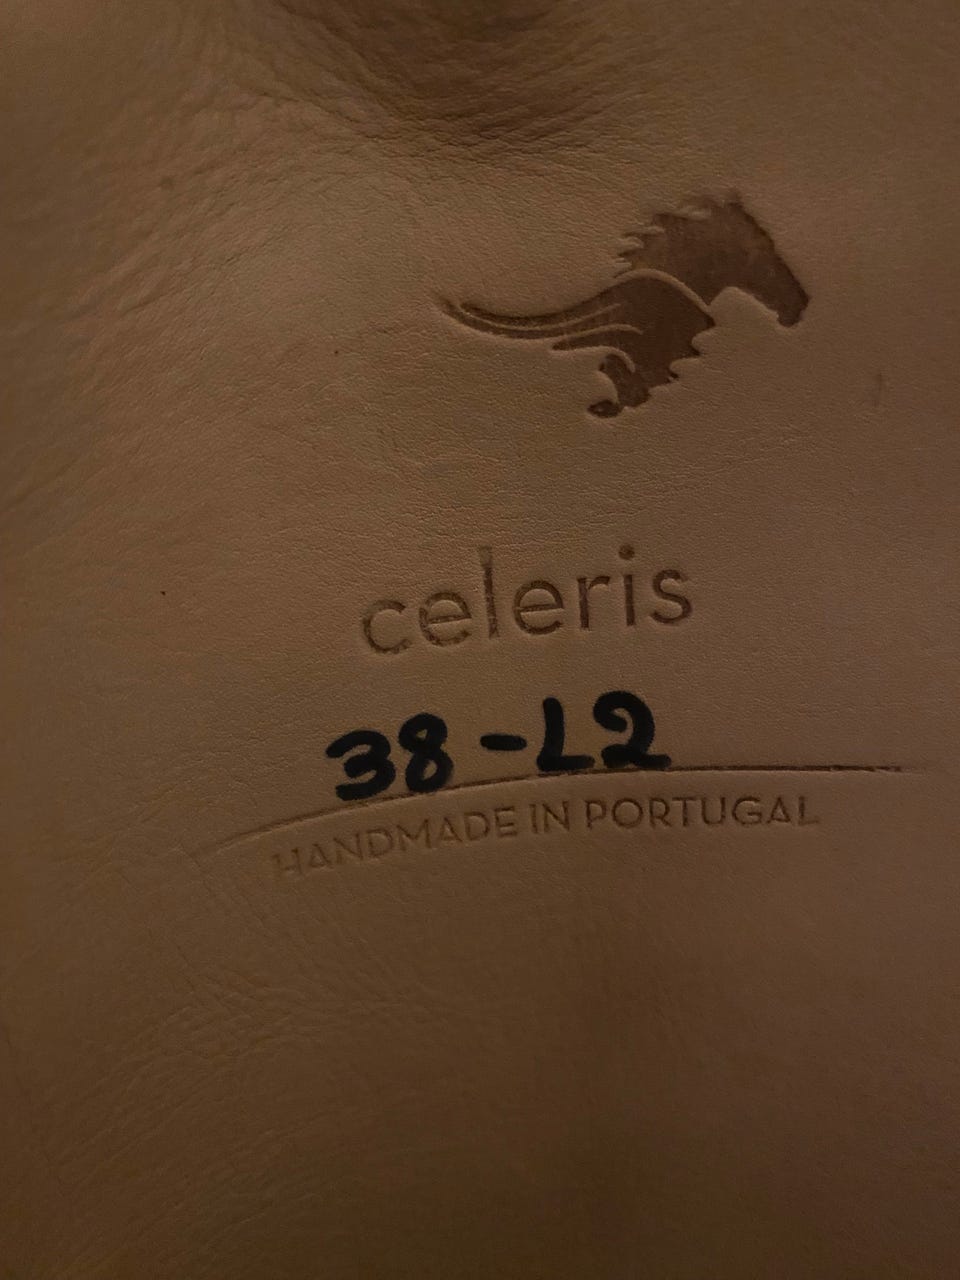 celeris
38-L2
HANDMADE IN PORTUGAL